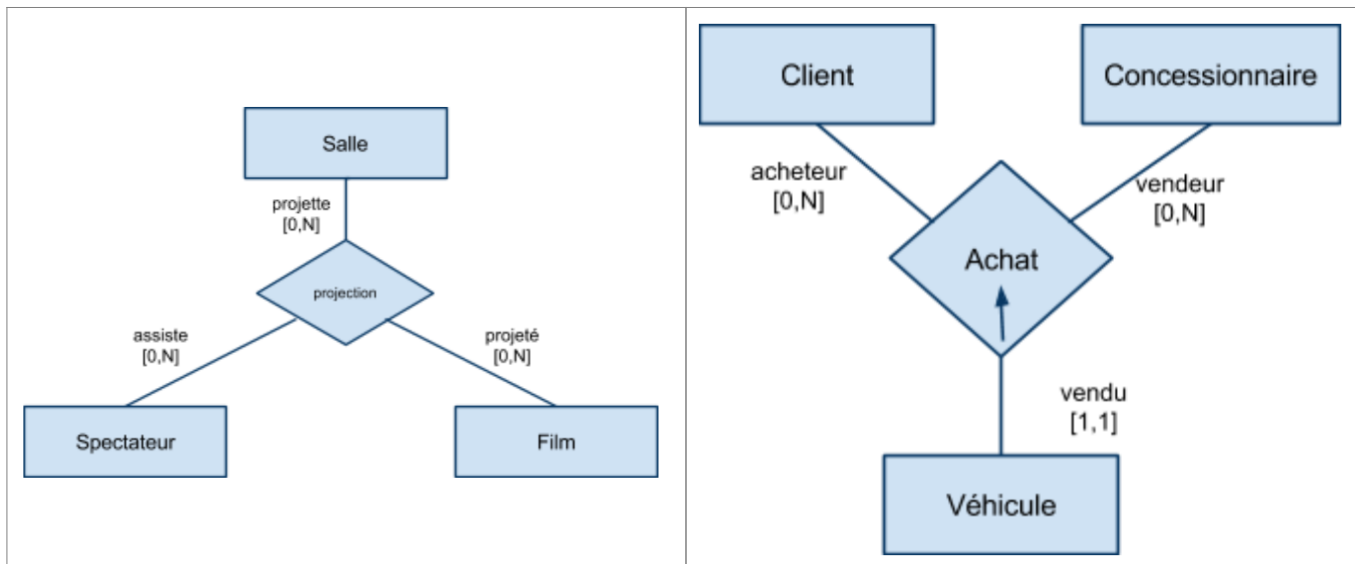 Salle
projette
[0,N]
projection
assiste
[0,N]
projeté
[0,N]
Spectateur
Film
Client
Concessionnaire
acheteur
[0,N]
vendeur
[0,N]
Achat
vendu
[1,1]
Véhicule